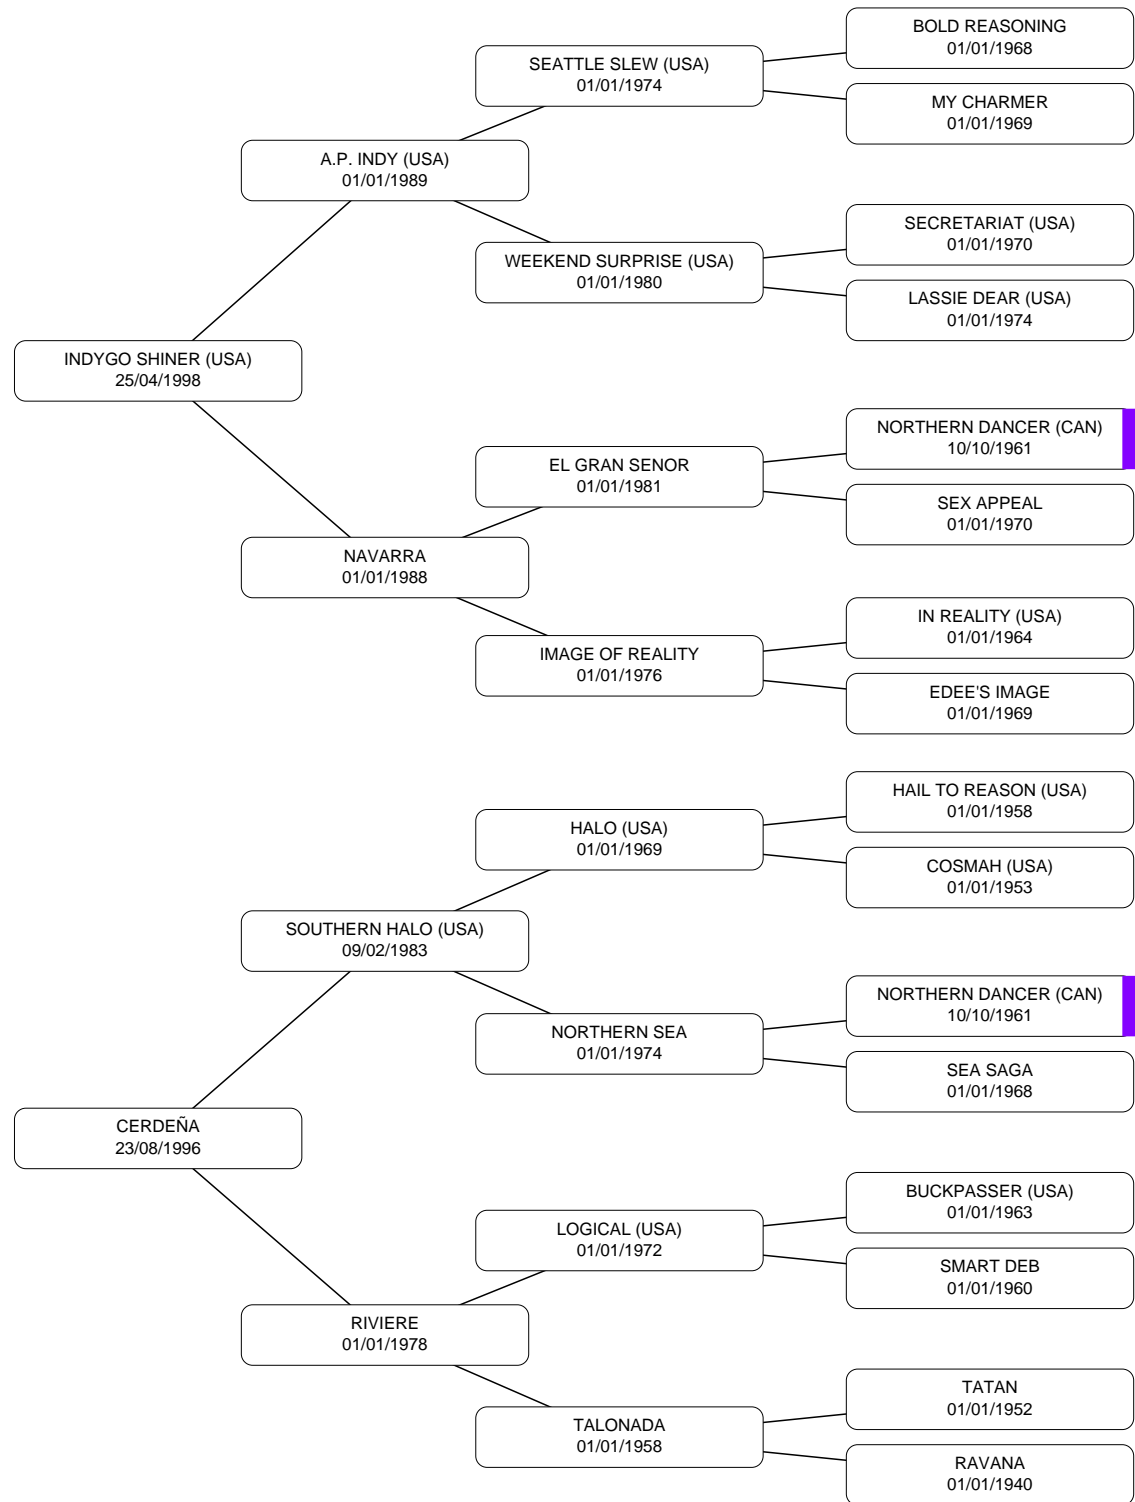 BOLD REASONING
01/01/1968
SEATTLE SLEW (USA)
01/01/1974
MY CHARMER
01/01/1969
A.P. INDY (USA)
01/01/1989
SECRETARIAT (USA)
01/01/1970
WEEKEND SURPRISE (USA)
01/01/1980
LASSIE DEAR (USA)
01/01/1974
INDYGO SHINER (USA)
25/04/1998
NORTHERN DANCER (CAN)
10/10/1961
EL GRAN SENOR
01/01/1981
SEX APPEAL
01/01/1970
NAVARRA
01/01/1988
IN REALITY (USA)
01/01/1964
IMAGE OF REALITY
01/01/1976
EDEE'S IMAGE
01/01/1969
HAIL TO REASON (USA)
01/01/1958
HALO (USA)
01/01/1969
COSMAH (USA)
01/01/1953
SOUTHERN HALO (USA)
09/02/1983
NORTHERN DANCER (CAN)
10/10/1961
NORTHERN SEA
01/01/1974
SEA SAGA
01/01/1968
CERDEÑA
23/08/1996
BUCKPASSER (USA)
01/01/1963
LOGICAL (USA)
01/01/1972
SMART DEB
01/01/1960
RIVIERE
01/01/1978
TATAN
01/01/1952
TALONADA
01/01/1958
RAVANA
01/01/1940